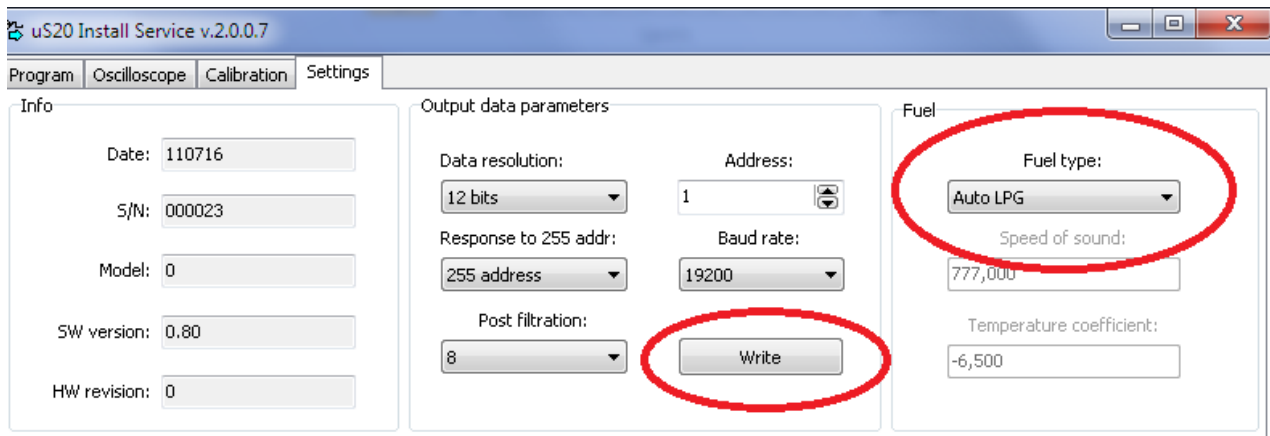 uS20 Install Service v.2.0.0.7
Program Oscilloscope Calibration Settings
Info
Date: 110716
S/N: 000023
Model: 0
SW version: 0.80
HW revision: 0
Output data parameters
Data resolution:
12 bits
Address:
1
Response to 255 addr:
255 address
Baud rate:
19200
Post filtration:
8
Write
Fuel
Fuel type:
Auto LPG
Speed of sound:
777,000
Temperature coefficient:
-6,500